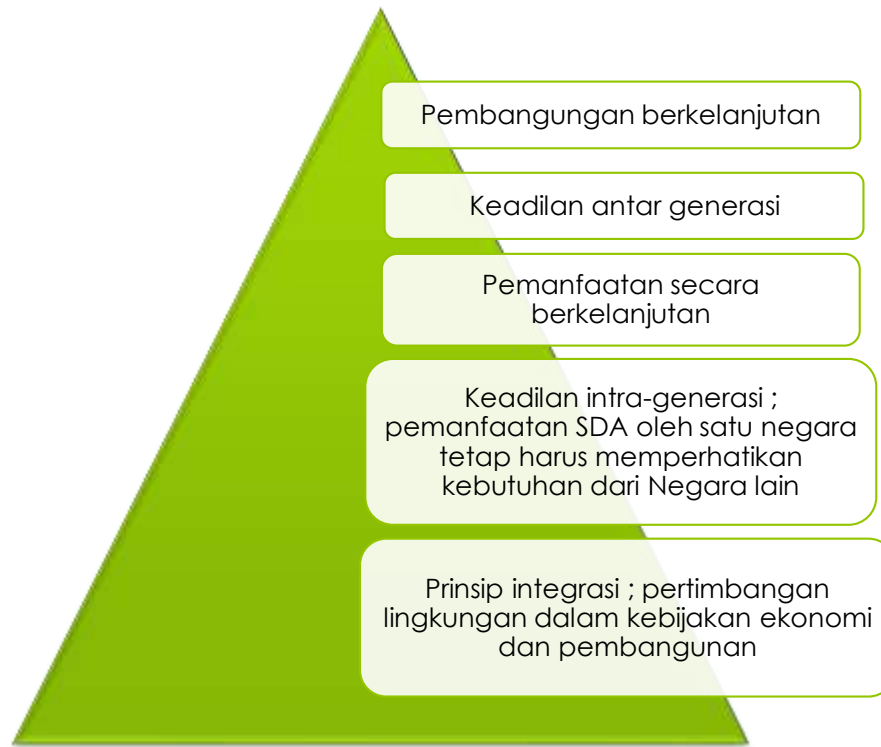 Pembangungan berkelanjutan
Keadilan antar generasi
Pemanfaatan secara
berkelanjutan
Keadilan intra-generasi ;
pemanfaatan SDA oleh satu negara
tetap harus memperhatikan
kebutuhan dari Negara lain
Prinsip integrasi ; pertimbangan
lingkungan dalam kebijakan ekonomi
dan pembangunan